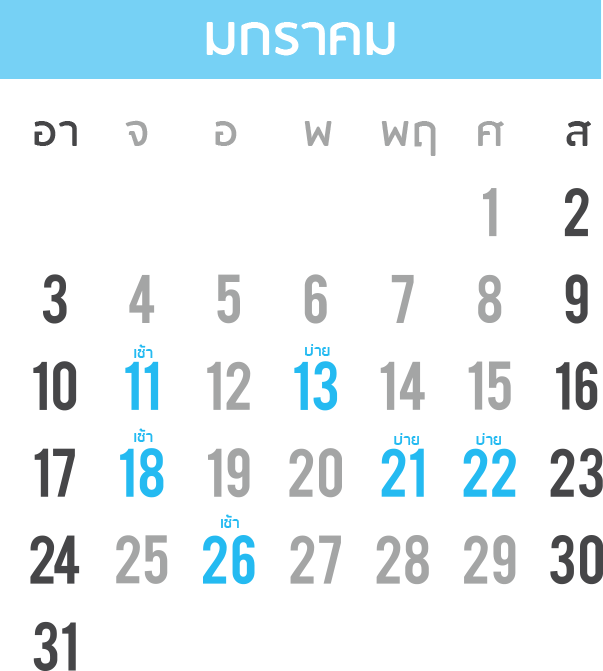 มกราคม
อา จ อ พ พฤ ศ ส
1 2
3 4 5 6 7 8 9
เช้า บ่าย
10 11 12 13 14 15 16
เช้า บ่าย บ่าย
17 18 19 20 21 22 23
เช้า
24 25 26 27 28 29 30
31